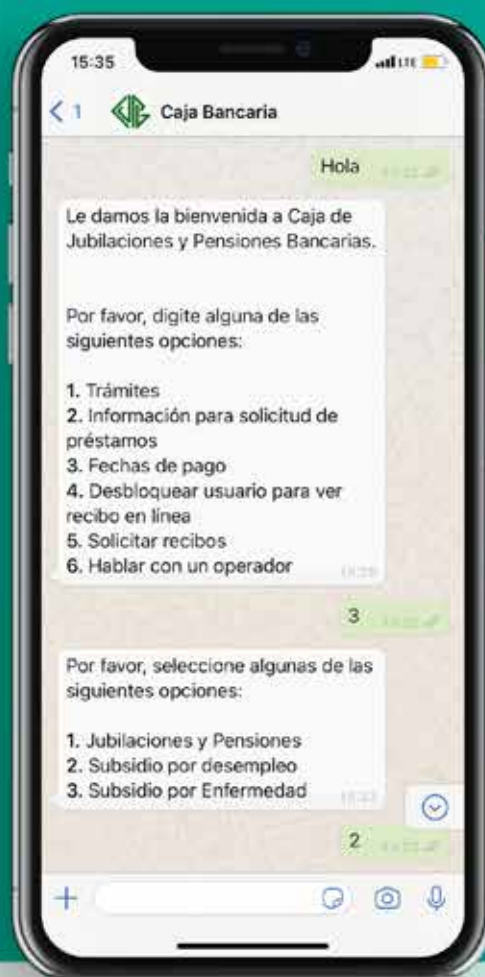 15:35
LTE
1 Caja Bancaria
Hola
Le damos la bienvenida a Caja de
Jubilaciones y Pensiones Bancarias.
Por favor, digite alguna de las
siguientes opciones:
1. Trámites
2. Información para solicitud de
préstamos
3. Fechas de pago
4. Desbloquear usuario para ver
recibo en línea
5. Solicitar recibos
6. Hablar con un operador
3
Por favor, seleccione algunas de las
siguientes opciones:
1. Jubilaciones y Pensiones
2. Subsidio por desempleo
3. Subsidio por Enfermedad
2